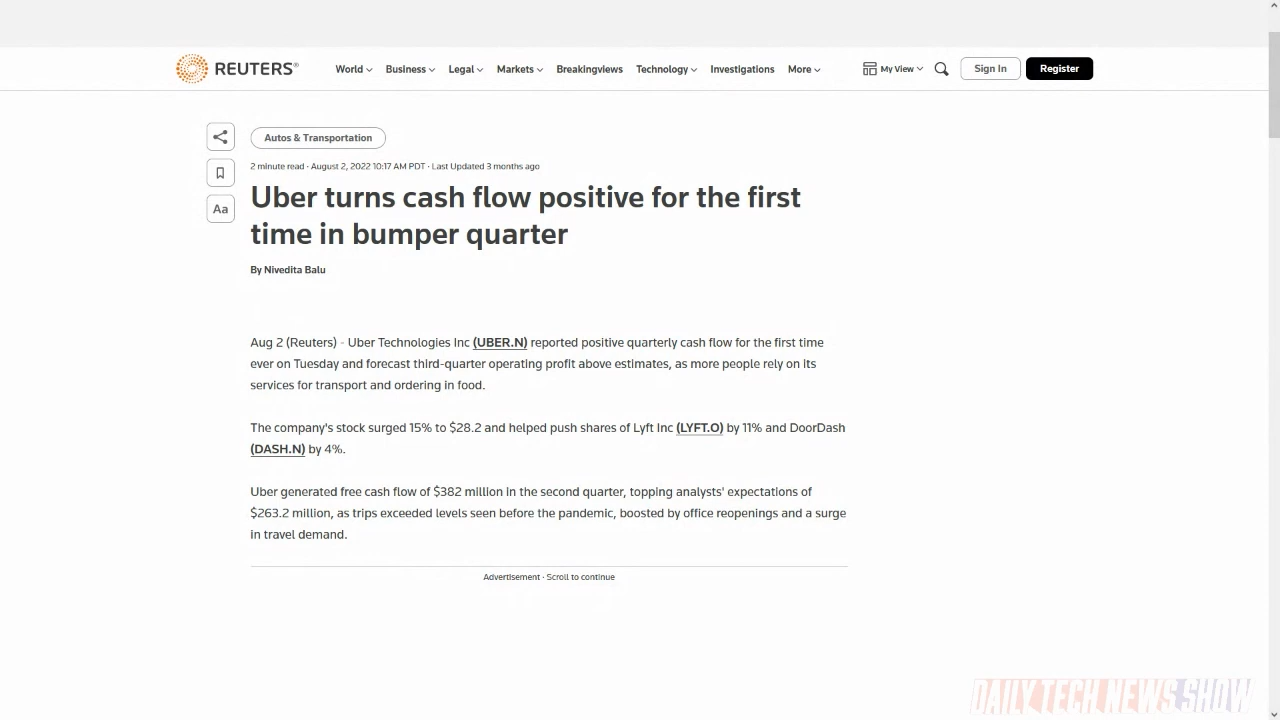 REUTERS®
World Business Legal Markets Breakingviews Technology Investigations More My View Sign In Register
Autos & Transportation
2 minute read · August 2, 2022 10:17 AM PDT · Last Updated 3 months ago
Aa
Uber turns cash flow positive for the first
time in bumper quarter
By Nivedita Balu
Aug 2 (Reuters) - Uber Technologies Inc (UBER.N) reported positive quarterly cash flow for the first time
ever on Tuesday and forecast third-quarter operating profit above estimates, as more people rely on its
services for transport and ordering in food.
The company's stock surged 15% to $28.2 and helped push shares of Lyft Inc (LYFT.O) by 11% and DoorDash
(DASH.N) by 4%.
Uber generated free cash flow of $382 million in the second quarter, topping analysts' expectations of
$263.2 million, as trips exceeded levels seen before the pandemic, boosted by office reopenings and a surge
in travel demand.
Advertisement · Scroll to continue
DAILY TECH NEWS SHOW